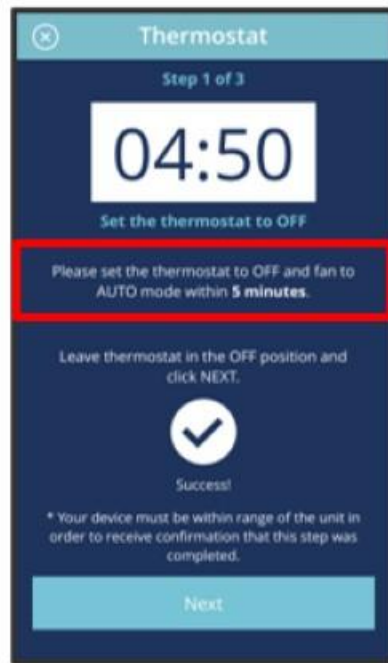 Thermostat
Step 1 of 3
04:50
Set the thermostat to OFF
Please set the thermostat to OFF and fan to
AUTO mode within 5 minutes.
Leave thermostat in the OFF position and
click NEXT.
Success!
* Your device must be within range of the unit in
order to receive confirmation that this step was
completed.
Next